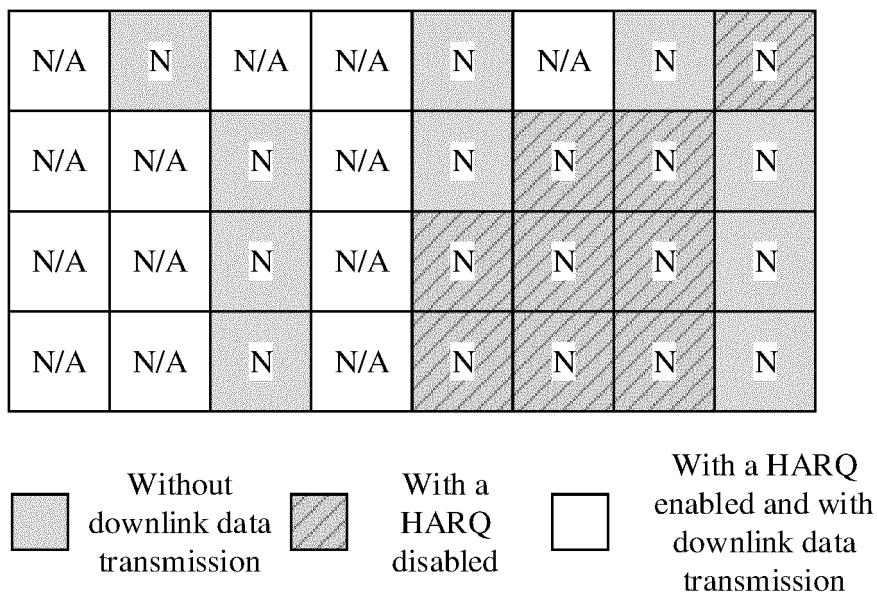 N/A N N/A N/A N N/A N N
N/A N/A N N/A N N N N
N/A N/A N N/A N N N N
N/A N/A N N/A N N N N
Without
downlink data
transmission
With a
HARQ
disabled
With a HARQ
enabled and with
downlink data
transmission